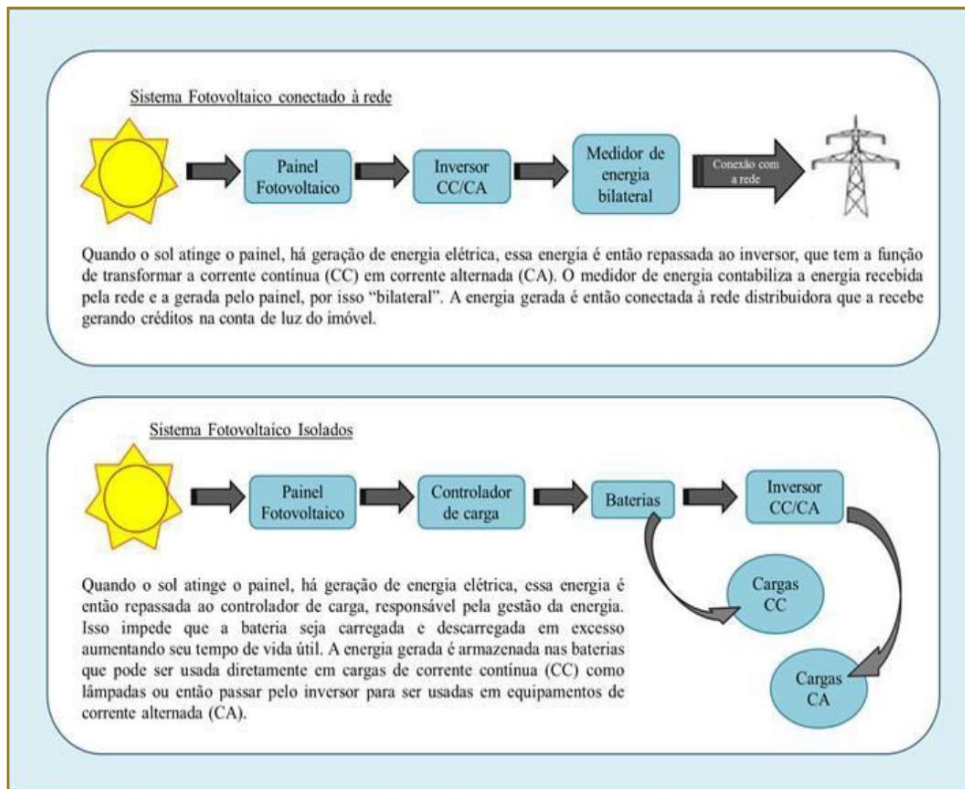 Sistema Fotovoltaico conectado à rede
Painel
Fotovoltaico
Inversor
CC/CA
Medidor de
energia
bilateral
Conexão com
a rede
Quando o sol atinge o painel, há geração de energia elétrica, essa energia é então repassada ao inversor, que tem a função
de transformar a corrente contínua (CC) em corrente alternada (CA). O medidor de energia contabiliza a energia recebida
pela rede e a gerada pelo painel, por isso “bilateral”. A energia gerada é então conectada à rede distribuidora que a recebe
gerando créditos na conta de luz do imóvel.
Sistema Fotovoltaico Isolados
Painel
Fotovoltaico
Controlador
de carga
Baterias
Inversor
CC/CA
Cargas
CC
Cargas
CA
Quando o sol atinge o painel, há geração de energia elétrica, essa energia é
então repassada ao controlador de carga, responsável pela gestão da energia.
Isso impede que a bateria seja carregada e descarregada em excesso
aumentando seu tempo de vida útil. A energia gerada é armazenada nas baterias
que pode ser usada diretamente em cargas de corrente contínua (CC) como
lâmpadas ou então passar pelo inversor para ser usadas em equipamentos de
corrente alternada (CA).